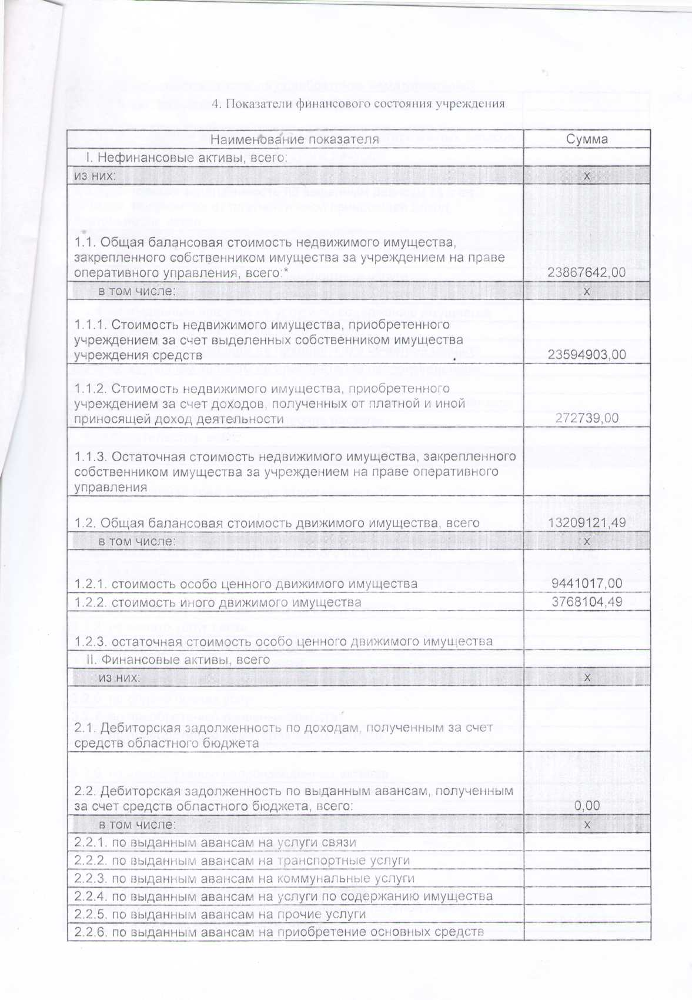 4. Показатели финансового состояния учреждения
Наименование показателя Сумма
I. Нефинансовые активы, всего:
из них: х
1.1. Общая балансовая стоимость недвижимого имущества,
закрепленного собственником имущества за учреждением на праве
оперативного управления, всего:* 23867642,00
в том числе: х
1.1.1. Стоимость недвижимого имущества, приобретенного
учреждением за счет выделенных собственником имущества
учреждения средств 23594903,00
1.1.2. Стоимость недвижимого имущества, приобретенного
учреждением за счет доходов, полученных от платной и иной
приносящей доход деятельности 272739,00
1.1.3. Остаточная стоимость недвижимого имущества, закрепленного
собственником имущества за учреждением на праве оперативного
управления
1.2. Общая балансовая стоимость движимого имущества, всего 13209121,49
в том числе: х
1.2.1. стоимость особо ценного движимого имущества 9441017,00
1.2.2. стоимость иного движимого имущества 3768104,49
1.2.3. остаточная стоимость особо ценного движимого имущества
II. Финансовые активы, всего
из них: х
2.1. Дебиторская задолженность по доходам, полученным за счет
средств областного бюджета
2.2. Дебиторская задолженность по выданным авансам, полученным
за счет средств областного бюджета, всего: 0,00
в том числе: х
2.2.1. по выданным авансам на услуги связи
2.2.2. по выданным авансам на транспортные услуги
2.2.3. по выданным авансам на коммунальные услуги
2.2.4. по выданным авансам на услуги по содержанию имущества
2.2.5. по выданным авансам на прочие услуги
2.2.6. по выданным авансам на приобретение основных средств